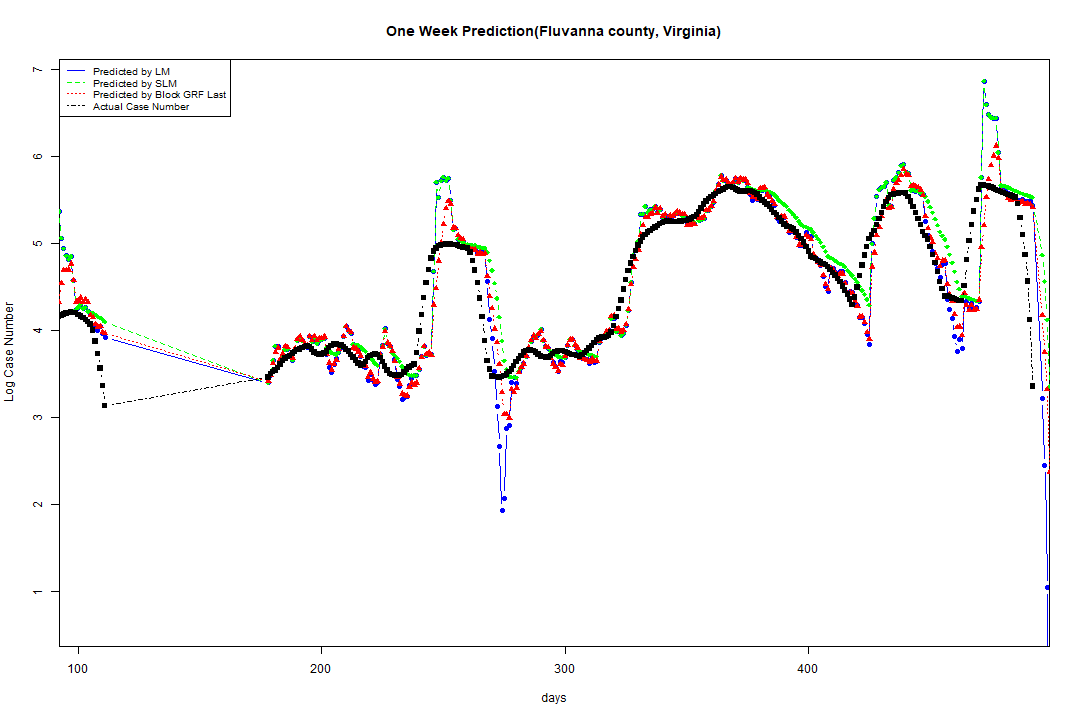 One Week Prediction(Fluvanna county, Virginia)
Predicted by LM
Predicted by SLM
Predicted by Block GRF Last
Actual Case Number
7
6
5
4
3
2
1
Log Case Number
100 200 300 400
days